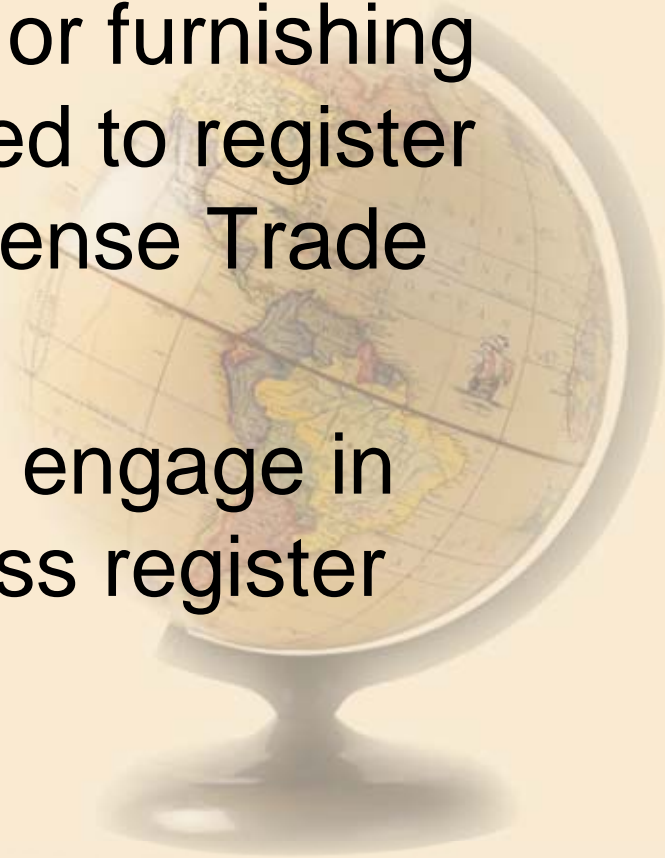 or furnishing
ed to register
ense Trade
engage in
ss register